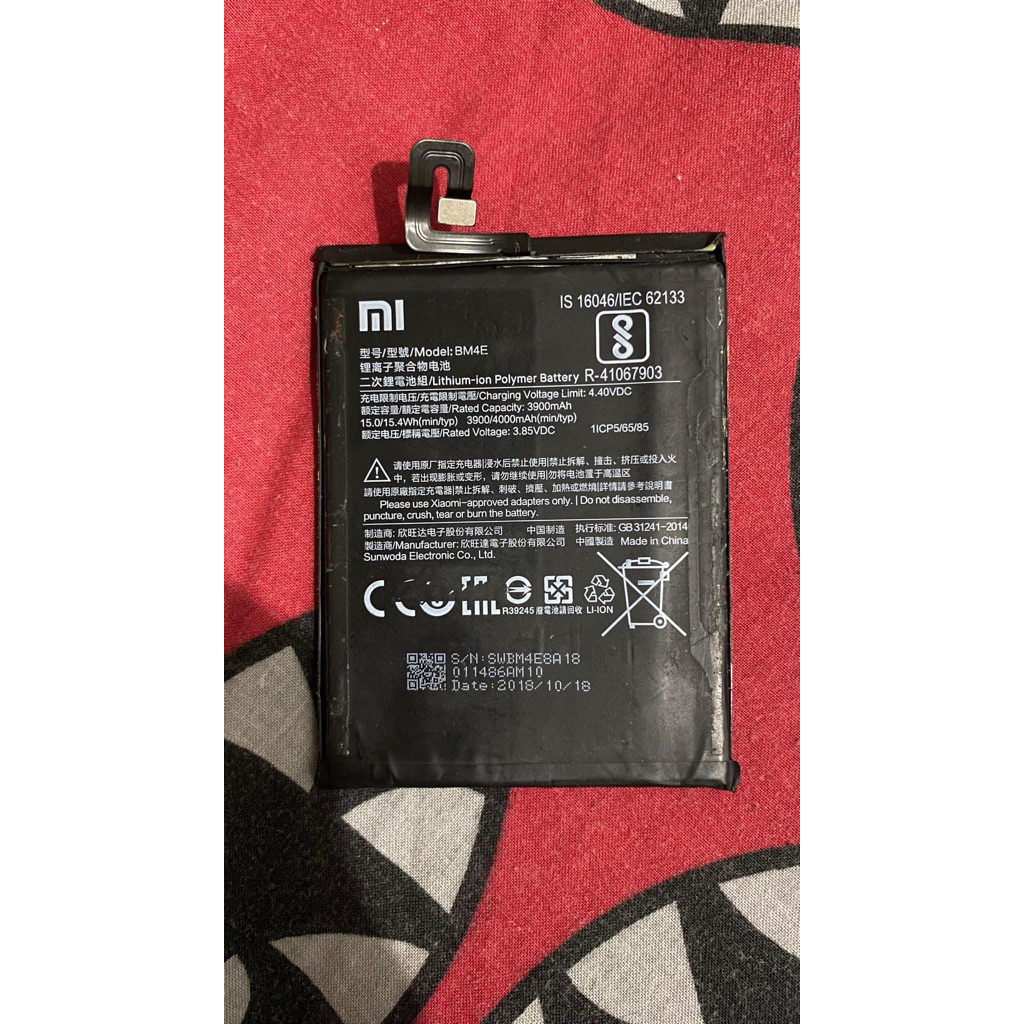 IS 16046/IEC 62133
mi
R-41067903
型号/型號/Model: BM4E
锂离子聚合物电池
二次鋰電池組/Lithium-ion Polymer Battery
充电限制电压/充電限制電壓/Charging Voltage Limit: 4.40VDC
额定容量/額定電容量/Rated Capacity: 3900mAh
15.0/15.4Wh(min/typ) 3900/4000mAh(min/typ)
额定电压/標稱電壓/Rated Voltage: 3.85VDC 1ICP5/65/85
请使用原厂指定充电器|浸水后禁止使用|禁止拆解、撞击、挤压或投入火
中，若出现膨胀或变形，请勿继续使用|勿将电池置于高温区
請使用原廠指定充電器|禁止拆解、刺破、擠壓、加熱或燃燒|詳情請參考說明書
Please use Xiaomi-approved adapters only. | Do not disassemble,
puncture, crush, tear or burn the battery.
制造商: 欣旺达电子股份有限公司 中国制造 执行标准: GB 31241-2014
製造商/Manufacturer: 欣旺達電子股份有限公司 中國製造 Made in China
Sunwoda Electronic Co., Ltd.
CE EAC
R39245 廢電池請回收 LI-ION
S/N:SWBM4E8A18
011486AM10
Date:2018/10/18